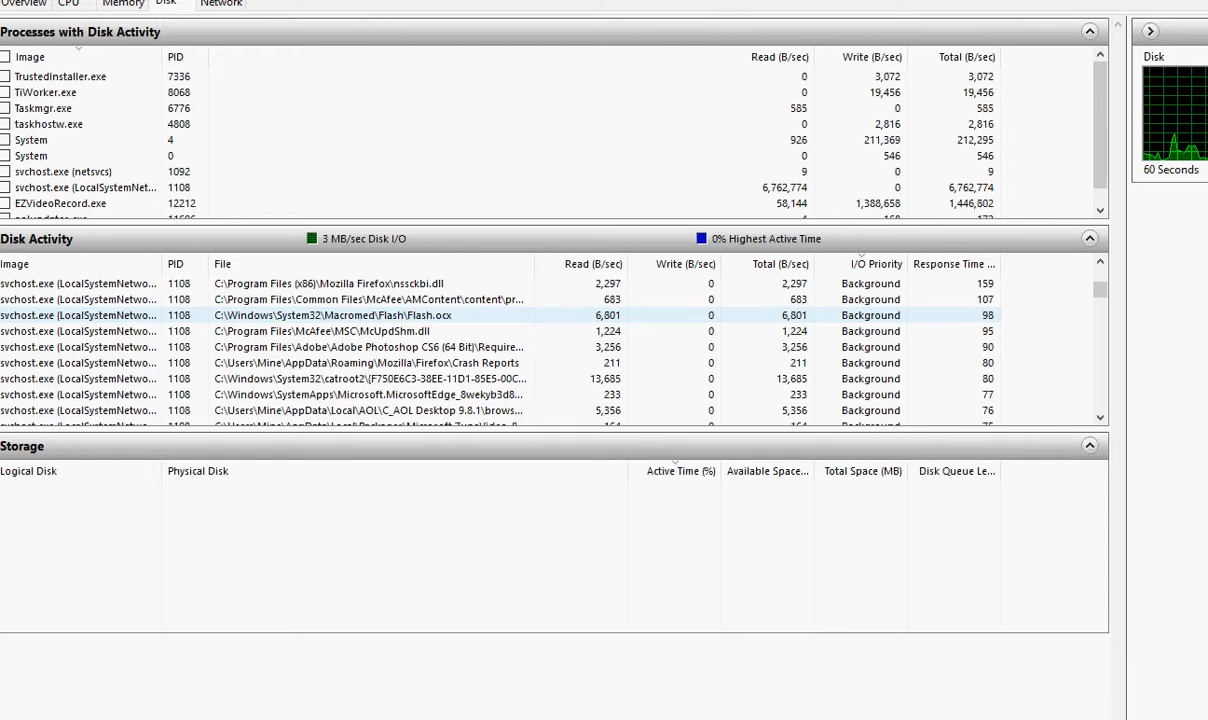 Overview CPU Memory Disk Network
Processes with Disk Activity
Image PID Read (B/sec) Write (B/sec) Total (B/sec)
TrustedInstaller.exe 7336 0 3,072 3,072
TiWorker.exe 8068 0 19,456 19,456
Taskmgr.exe 6776 585 0 585
taskhostw.exe 4808 0 2,816 2,816
System 4 926 211,369 212,295
System 0 0 546 546
svchost.exe (netsvcs) 1092 9 0 9
svchost.exe (LocalSystemNet... 1108 6,762,774 0 6,762,774
EZVideoRecord.exe 12212 58,144 1,388,658 1,446,802
Disk Activity 3 MB/sec Disk I/O 0% Highest Active Time
Image PID File Read (B/sec) Write (B/sec) Total (B/sec) I/O Priority Response Time ...
svchost.exe (LocalSystemNetwo... 1108 C:\Program Files (x86)\Mozilla Firefox\nssckbi.dll 2,297 0 2,297 Background 159
svchost.exe (LocalSystemNetwo... 1108 C:\Program Files\Common Files\McAfee\AMContent\content\pr... 683 0 683 Background 107
svchost.exe (LocalSystemNetwo... 1108 C:\Windows\System32\Macromed\Flash\Flash.ocx 6,801 0 6,801 Background 98
svchost.exe (LocalSystemNetwo... 1108 C:\Program Files\McAfee\MSC\McUpdShm.dll 1,224 0 1,224 Background 95
svchost.exe (LocalSystemNetwo... 1108 C:\Program Files\Adobe\Adobe Photoshop CS6 (64 Bit)\Require... 3,256 0 3,256 Background 90
svchost.exe (LocalSystemNetwo... 1108 C:\Users\Mine\AppData\Roaming\Mozilla\Firefox\Crash Reports 211 0 211 Background 80
svchost.exe (LocalSystemNetwo... 1108 C:\Windows\System32\catroot2\{F750E6C3-38EE-11D1-85E5-00C... 13,685 0 13,685 Background 80
svchost.exe (LocalSystemNetwo... 1108 C:\Windows\SystemApps\Microsoft.MicrosoftEdge_8wekyb3d8... 233 0 233 Background 77
svchost.exe (LocalSystemNetwo... 1108 C:\Users\Mine\AppData\Local\AOL\C_AOL Desktop 9.8.1\brows... 5,356 0 5,356 Background 76
Storage
Logical Disk Physical Disk Active Time (%) Available Space... Total Space (MB) Disk Queue Le...
Disk
60 Seconds